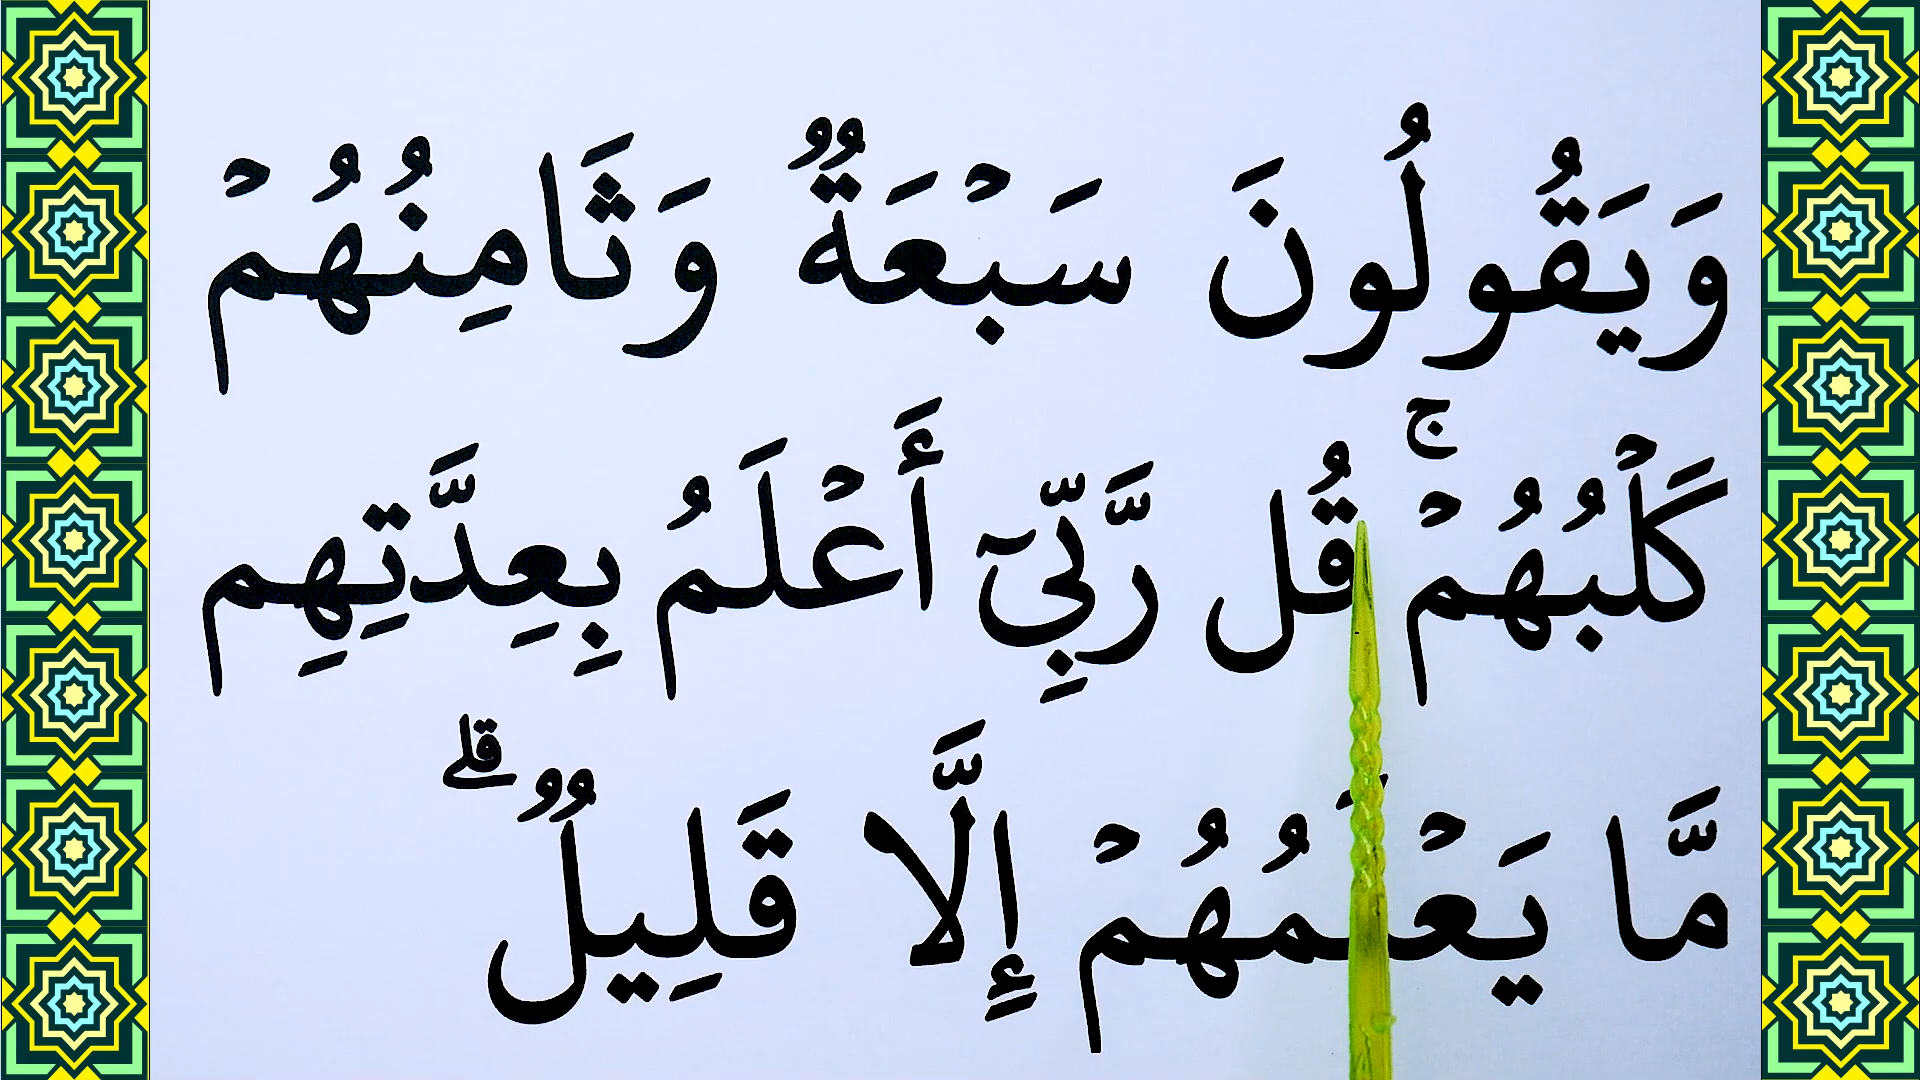 وَيَقُولُونَ سَبْعَةٌ وَثَامِنُهُمْ
كَلْبُهُمْ ۚ قُل رَّبِّىٓ أَعْلَمُ بِعِدَّتِهِم
مَّا يَعْلَمُهُمْ إِلَّا قَلِيلٌ ۗ